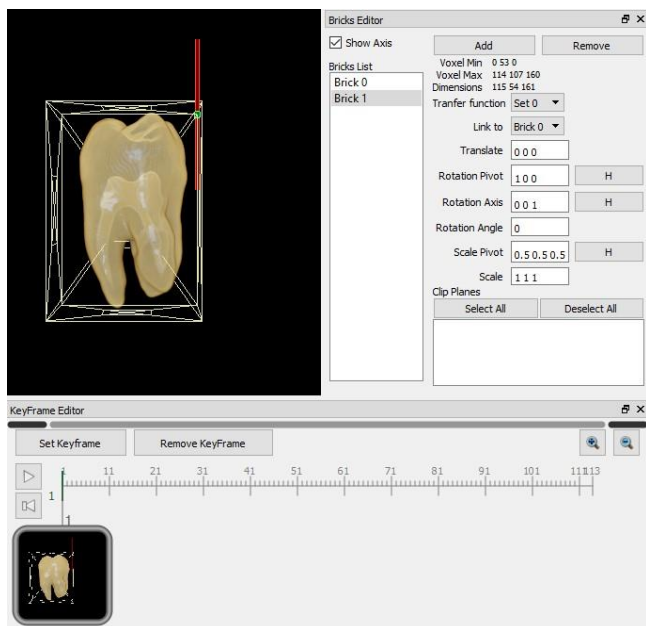 Bricks Editor
Show Axis
Bricks List
Brick 0
Brick 1
Add Remove
Voxel Min 0 53 0
Voxel Max 114 107 160
Dimensions 115 54 161
Tranfer function Set 0
Link to Brick 0
Translate 0 0 0
Rotation Pivot 1 0 0 H
Rotation Axis 0 0 1 H
Rotation Angle 0
Scale Pivot 0.5 0.5 0.5 H
Scale 1 1 1
Clip Planes
Select All Deselect All
KeyFrame Editor
Set Keyframe Remove KeyFrame
1 11 21 31 41 51 61 71 81 91 101 111 113
1
1